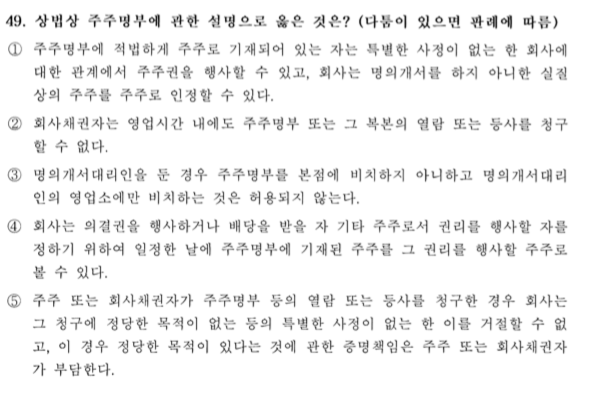 49. 상법상 주주명부에 관한 설명으로 옳은 것은? (다툼이 있으면 판례에 따름)
① 주주명부에 적법하게 주주로 기재되어 있는 자는 특별한 사정이 없는 한 회사에
대한 관계에서 주주권을 행사할 수 있고, 회사는 명의개서를 하지 아니한 실질
상의 주주를 주주로 인정할 수 있다.
② 회사채권자는 영업시간 내에도 주주명부 또는 그 복본의 열람 또는 등사를 청구
할 수 없다.
③ 명의개서대리인을 둔 경우 주주명부를 본점에 비치하지 아니하고 명의개서대리
인의 영업소에만 비치하는 것은 허용되지 않는다.
④ 회사는 의결권을 행사하거나 배당을 받을 자 기타 주주로서 권리를 행사할 자를
정하기 위하여 일정한 날에 주주명부에 기재된 주주를 그 권리를 행사할 주주로
볼 수 있다.
⑤ 주주 또는 회사채권자가 주주명부 등의 열람 또는 등사를 청구한 경우 회사는
그 청구에 정당한 목적이 없는 등의 특별한 사정이 없는 한 이를 거절할 수 없
고, 이 경우 정당한 목적이 있다는 것에 관한 증명책임은 주주 또는 회사채권자
가 부담한다.